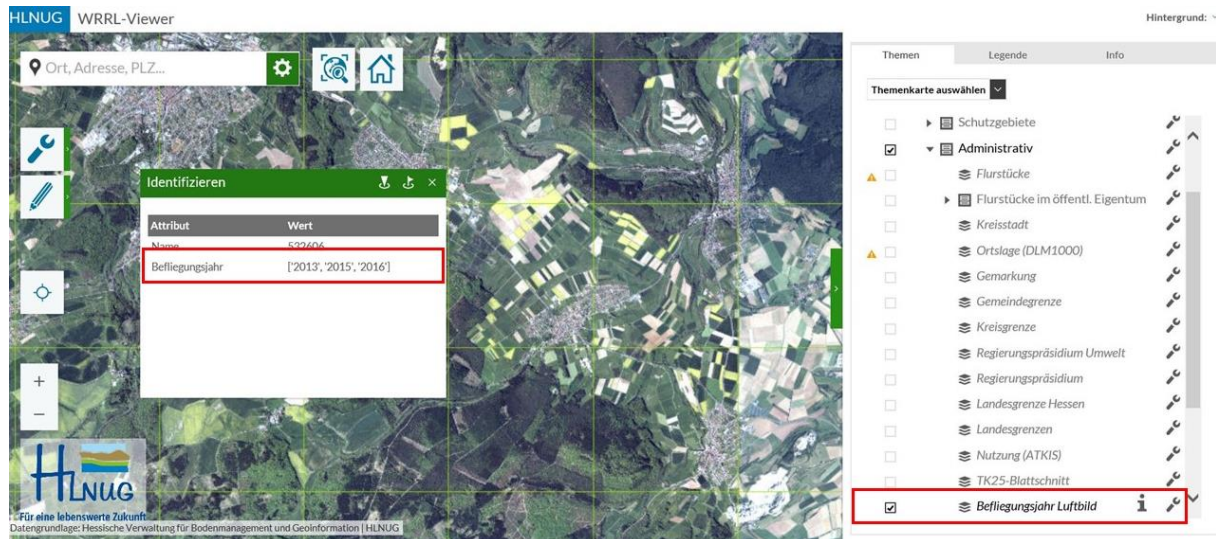 HLNUG WRRL-Viewer
Hintergrund:
Ort, Adresse, PLZ...
Themen Legende Info
Themenkarte auswählen
Schutzgebiete
Administrativ
Flurstücke
Flurstücke im öffentl. Eigentum
Kreisstadt
Ortslage (DLM1000)
Gemarkung
Gemeindegrenze
Kreisgrenze
Regierungspräsidium Umwelt
Regierungspräsidium
Landesgrenze Hessen
Landesgrenzen
Nutzung (ATKIS)
TK25-Blattschnitt
Befliegungsjahr Luftbild
Identifizieren
Attribut Wert
Name 532606
Befliegungsjahr ['2013', '2015', '2016']
+
−
HLNUG
Für eine lebenswerte Zukunft
Datengrundlage: Hessische Verwaltung für Bodenmanagement und Geoinformation | HLNUG